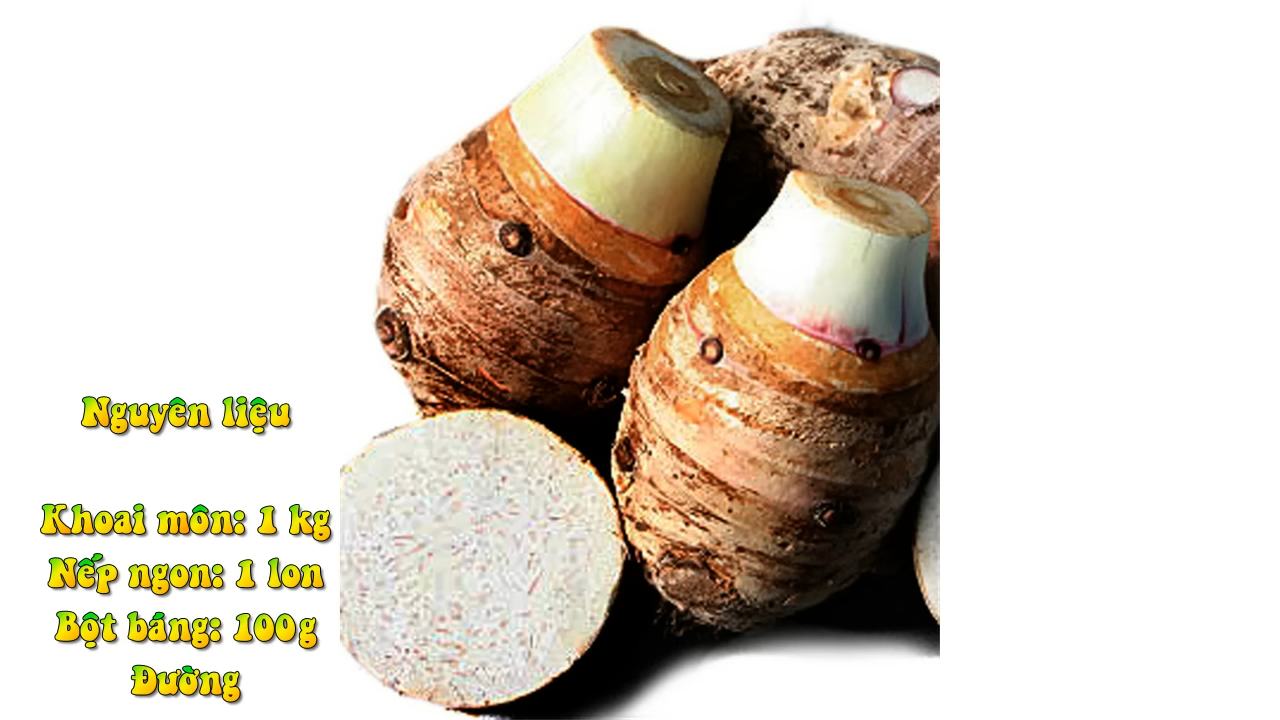 Nguyên liệu
Khoai môn: 1 kg
Nếp ngon: 1 lon
Bột báng: 100g
Đường